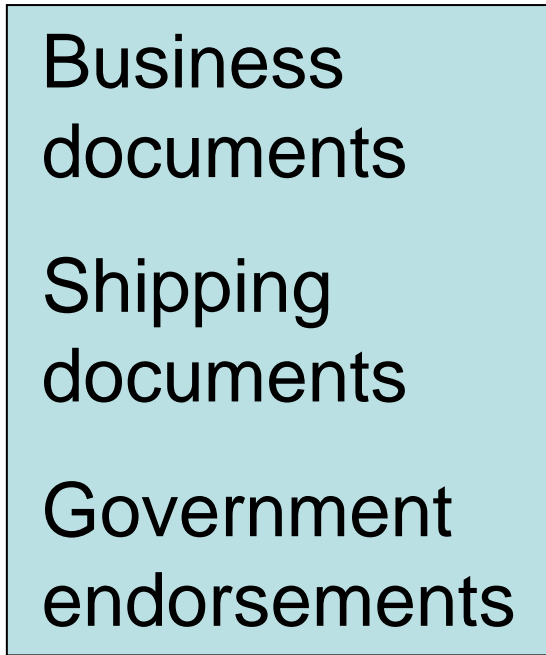 Business
documents
Shipping
documents
Government
endorsements